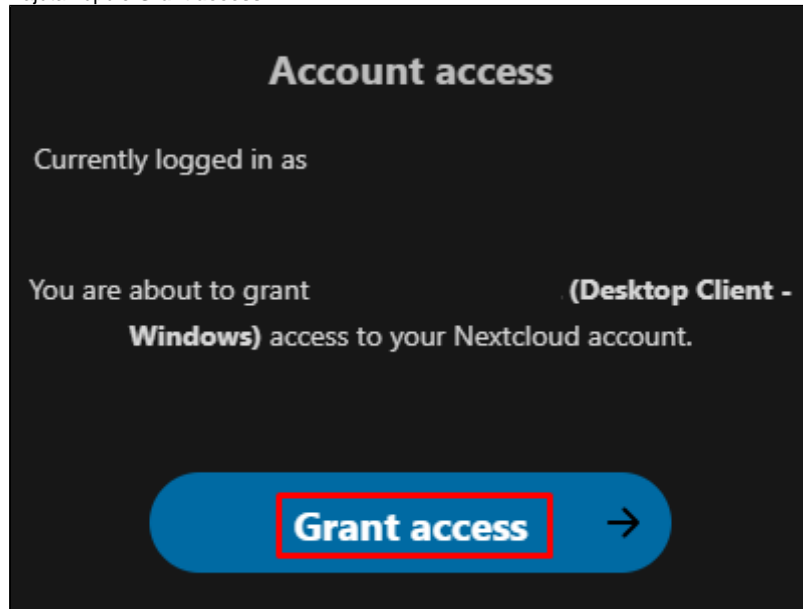 Account access
Currently logged in as
You are about to grant (Desktop Client -
Windows) access to your Nextcloud account.
Grant access →